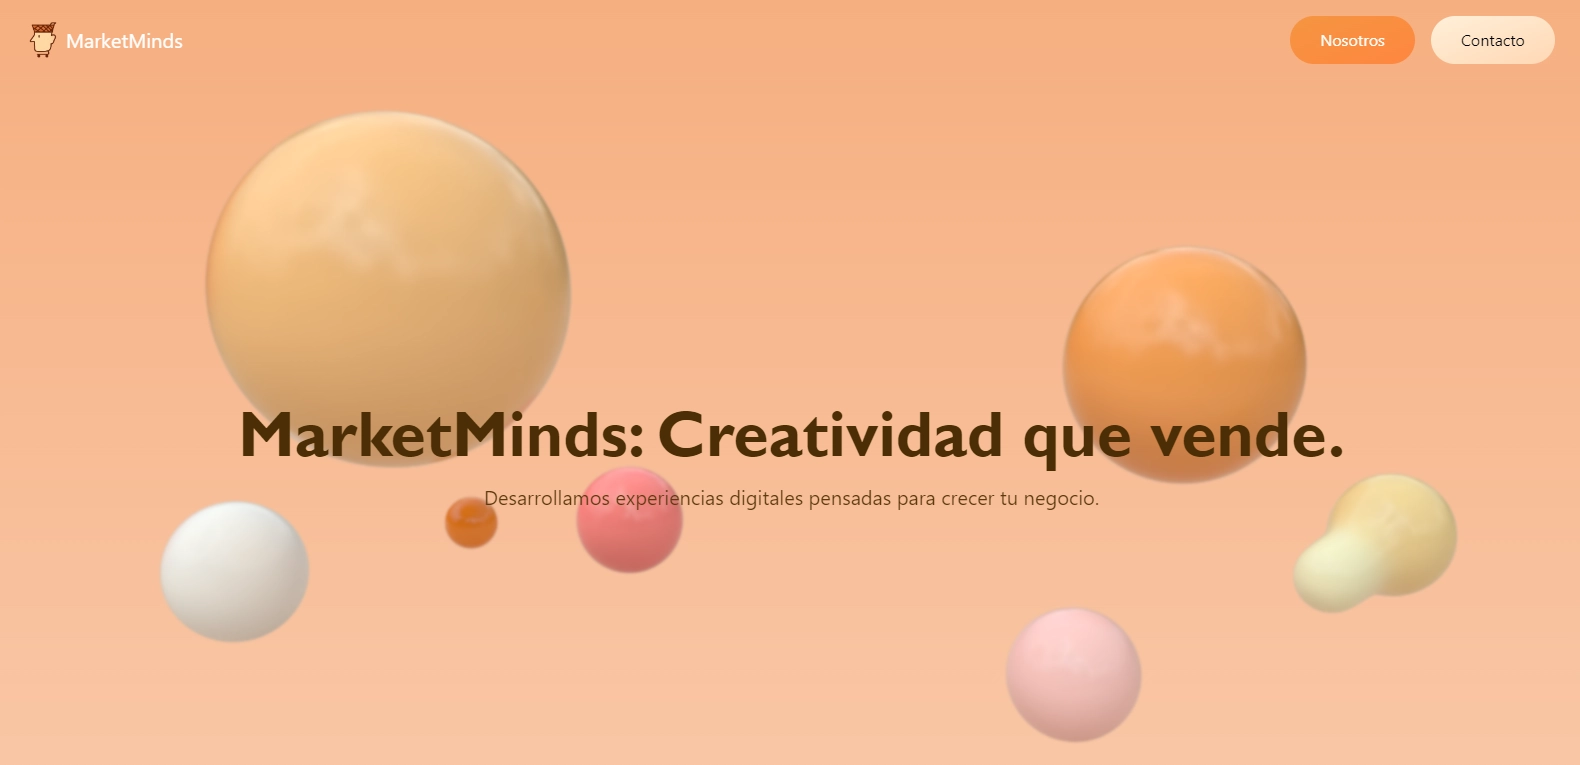 MarketMinds
Nosotros
Contacto
MarketMinds: Creatividad que vende.
Desarrollamos experiencias digitales pensadas para crecer tu negocio.